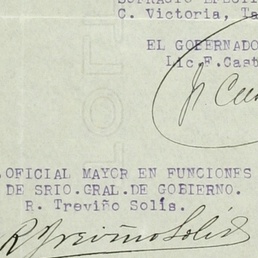 SUFRAGIO EFECTI
C. Victoria, Ta
EL GOBERNADO
Lic.F.Cast
OFICIAL MAYOR EN FUNCIONES
DE SRIO.GRAL.DE GOBIERNO.
R. Treviño Solís.
R Treviño Solís